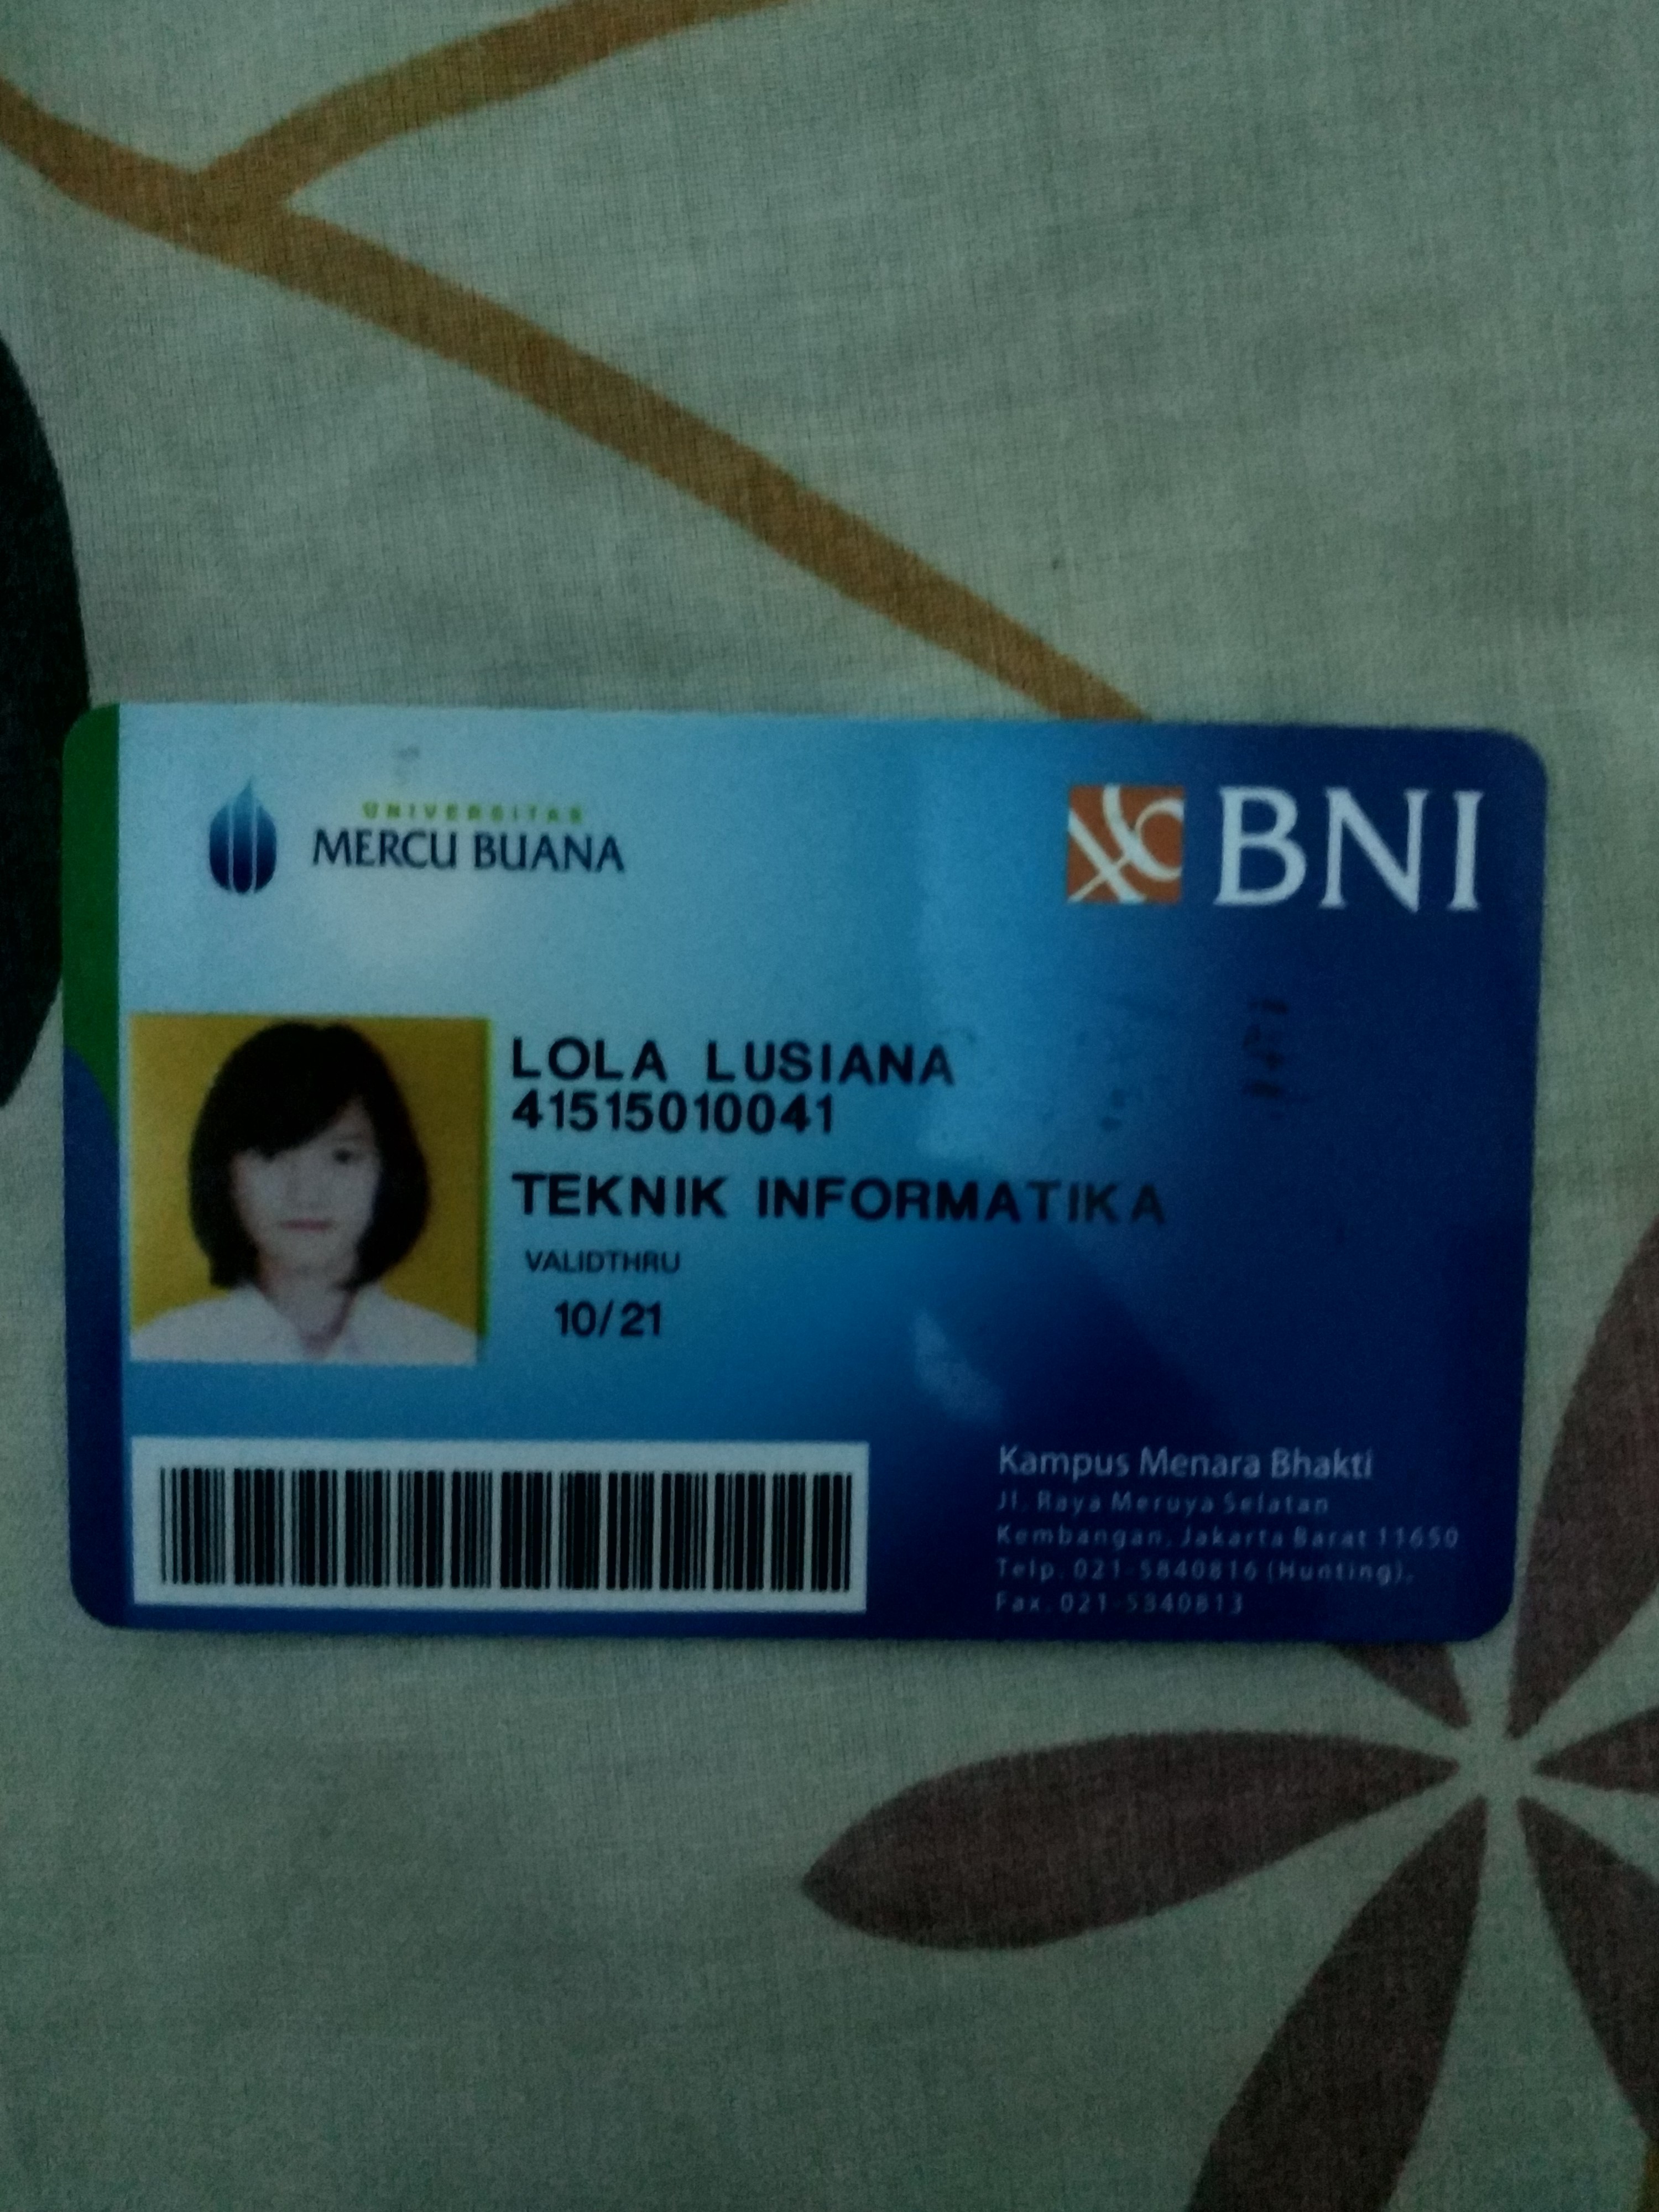 UNIVERSITAS
MERCU BUANA
BNI
LOLA LUSIANA
41515010041
TEKNIK INFORMATIKA
VALIDTHRU
10/21
Kampus Menara Bhakti
Jl. Raya Meruya Selatan
Kembangan, Jakarta Barat 11650
Telp. 021-5840816 (Hunting),
Fax. 021-5840813